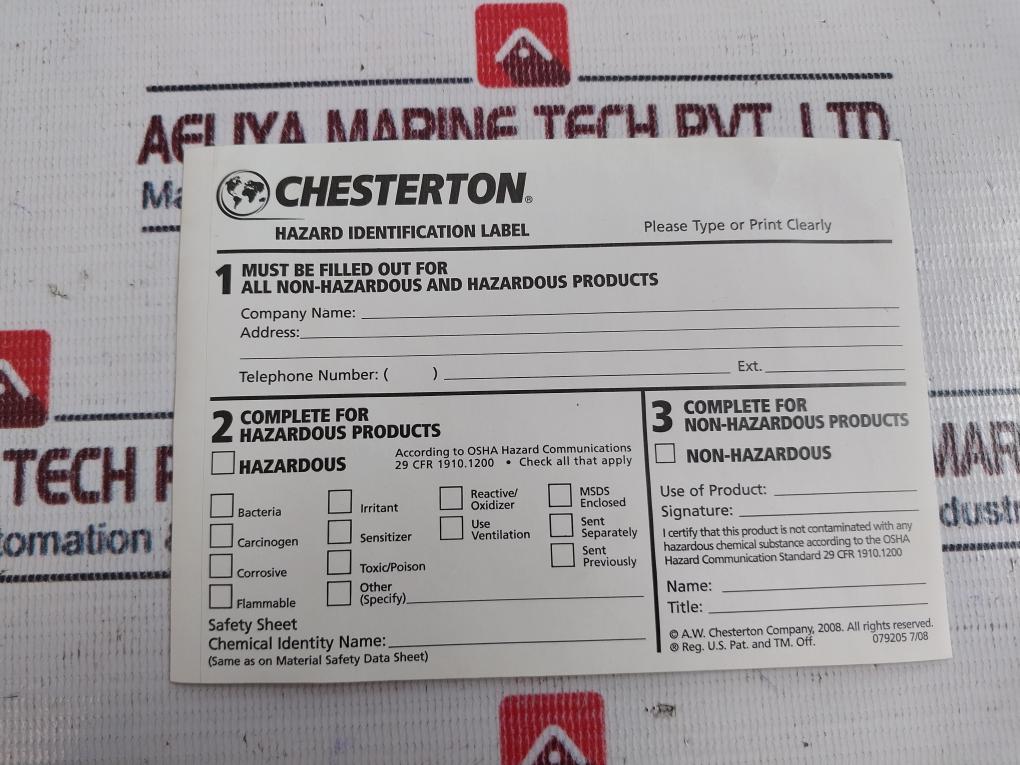 AELIYA MARINE TECH PVT. LTD
Ma
CHESTERTON®
HAZARD IDENTIFICATION LABEL
Please Type or Print Clearly
1 MUST BE FILLED OUT FOR
ALL NON-HAZARDOUS AND HAZARDOUS PRODUCTS
Company Name:
Address:
Telephone Number: ( )
Ext.
2 COMPLETE FOR
HAZARDOUS PRODUCTS
HAZARDOUS
According to OSHA Hazard Communications
29 CFR 1910.1200 • Check all that apply
Bacteria
Carcinogen
Corrosive
Flammable
Irritant
Sensitizer
Toxic/Poison
Other
(Specify)
Reactive/
Oxidizer
Use
Ventilation
MSDS
Enclosed
Sent
Separately
Sent
Previously
Safety Sheet
Chemical Identity Name:
(Same as on Material Safety Data Sheet)
3 COMPLETE FOR
NON-HAZARDOUS PRODUCTS
NON-HAZARDOUS
Use of Product:
Signature:
I certify that this product is not contaminated with any
hazardous chemical substance according to the OSHA
Hazard Communication Standard 29 CFR 1910.1200
Name:
Title:
© A.W. Chesterton Company, 2008. All rights reserved.
® Reg. U.S. Pat. and TM. Off. 079205 7/08
TECH P
tomation &
MAR
dustr